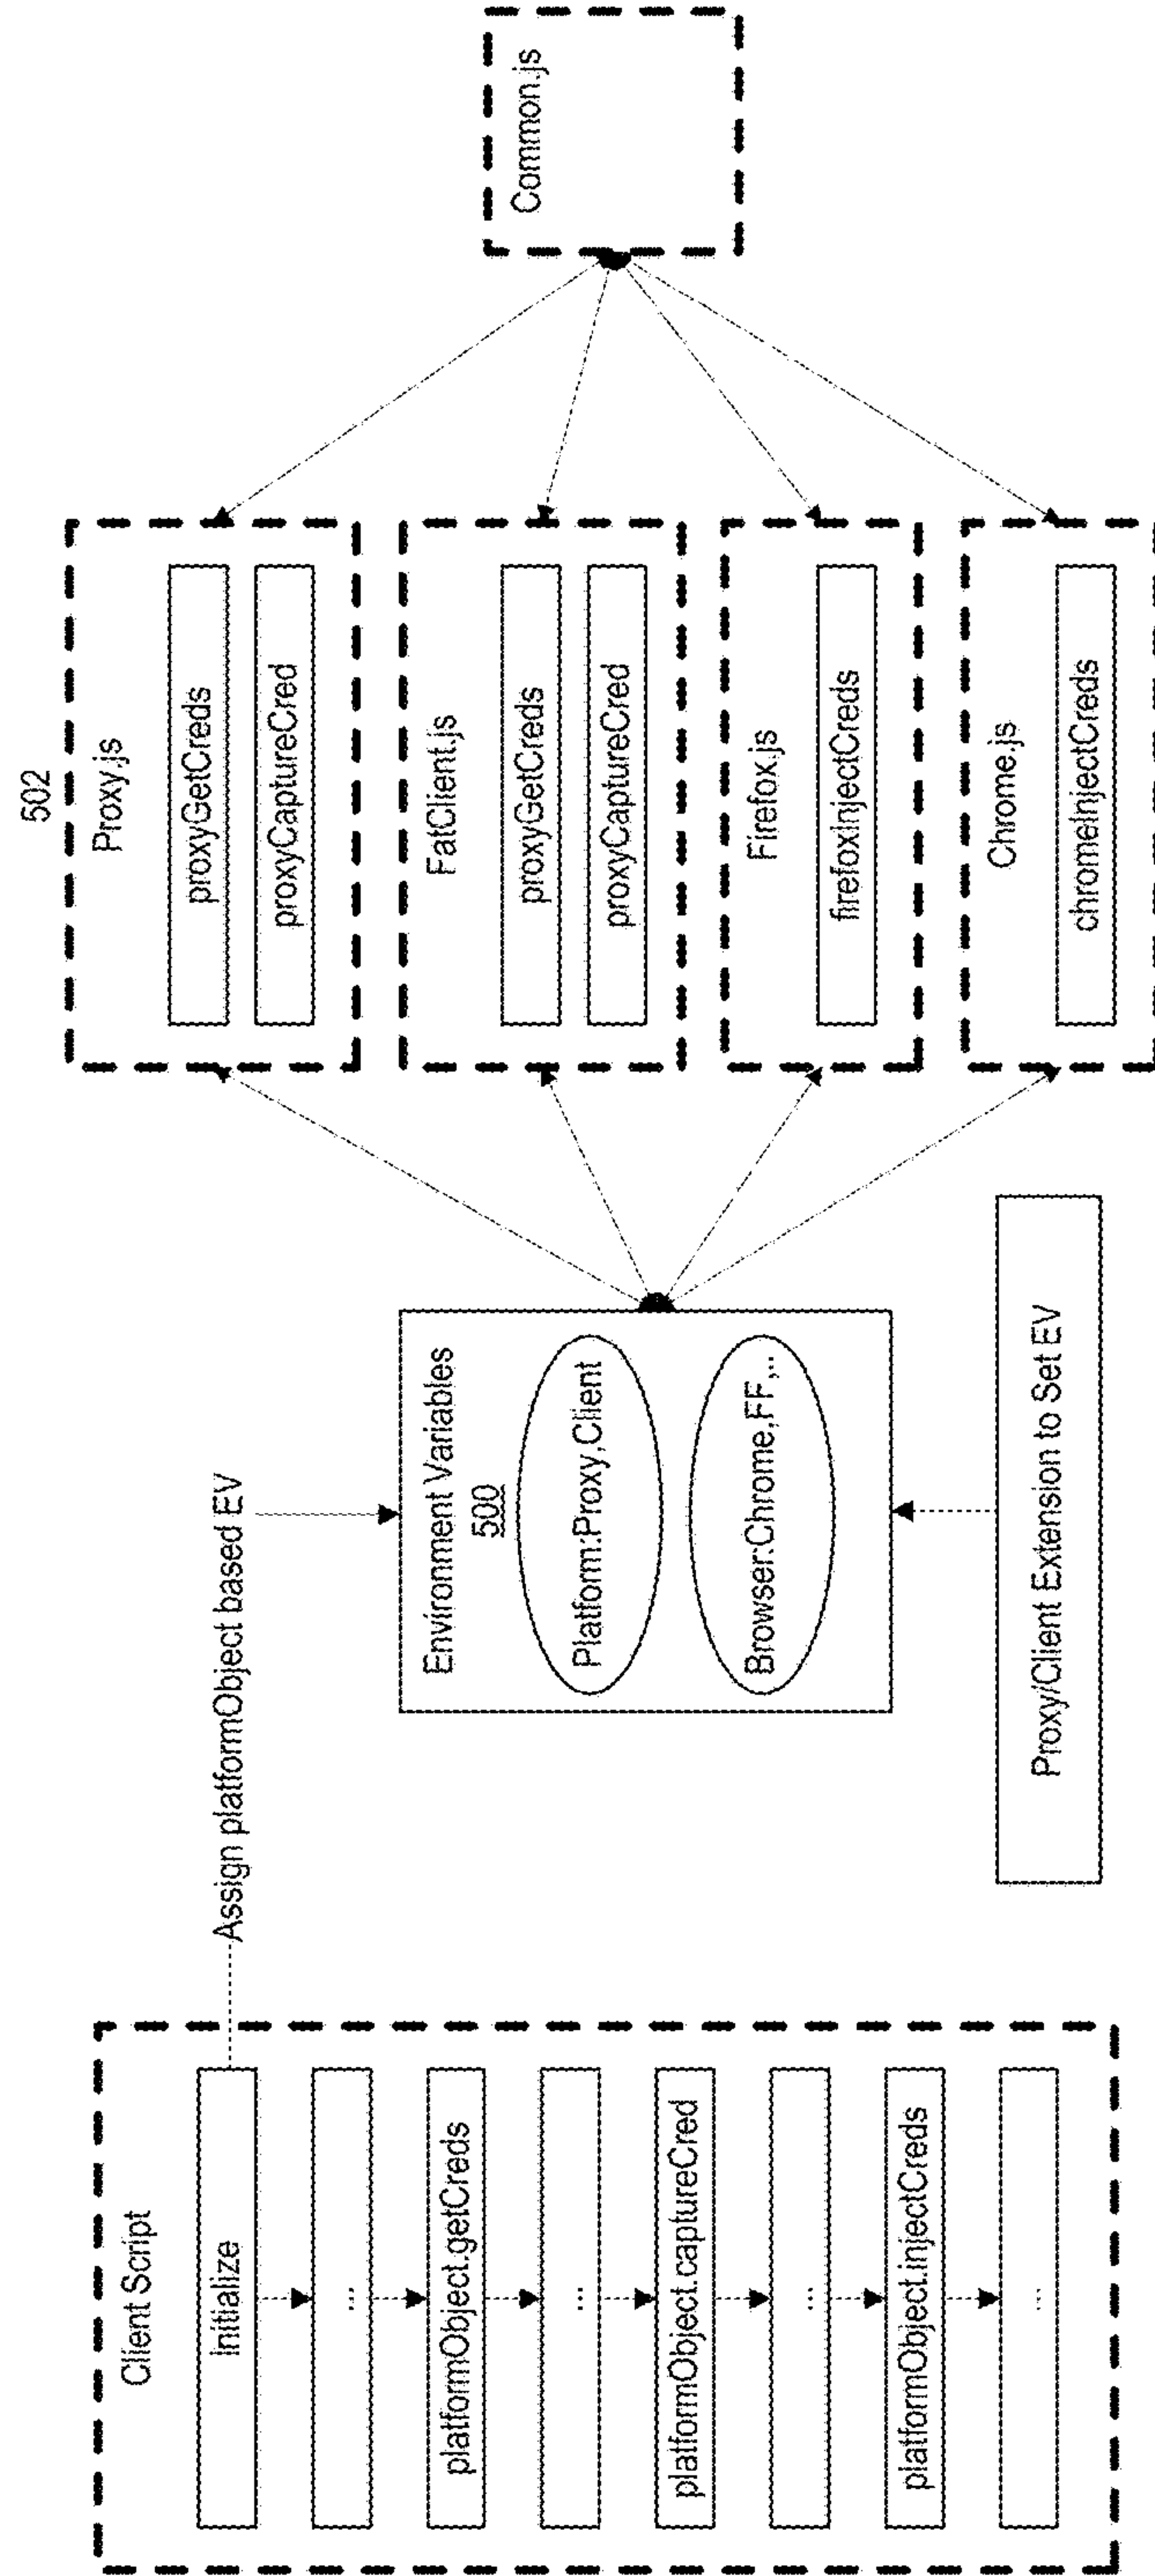 Client Script
Initialize
...
platformObject.getCreds
...
platformObject.captureCred
...
platformObject.injectCreds
...
Assign platformObject based EV
Environment Variables
500
Platform:Proxy,Client
Browser:Chrome,FF,..
Proxy/Client Extension to Set EV
502
Proxy.js
proxyGetCreds
proxyCaptureCred
FatClient.js
proxyGetCreds
proxyCaptureCred
Firefox.js
firefoxInjectCreds
Chrome.js
chromeInjectCreds
Common.js